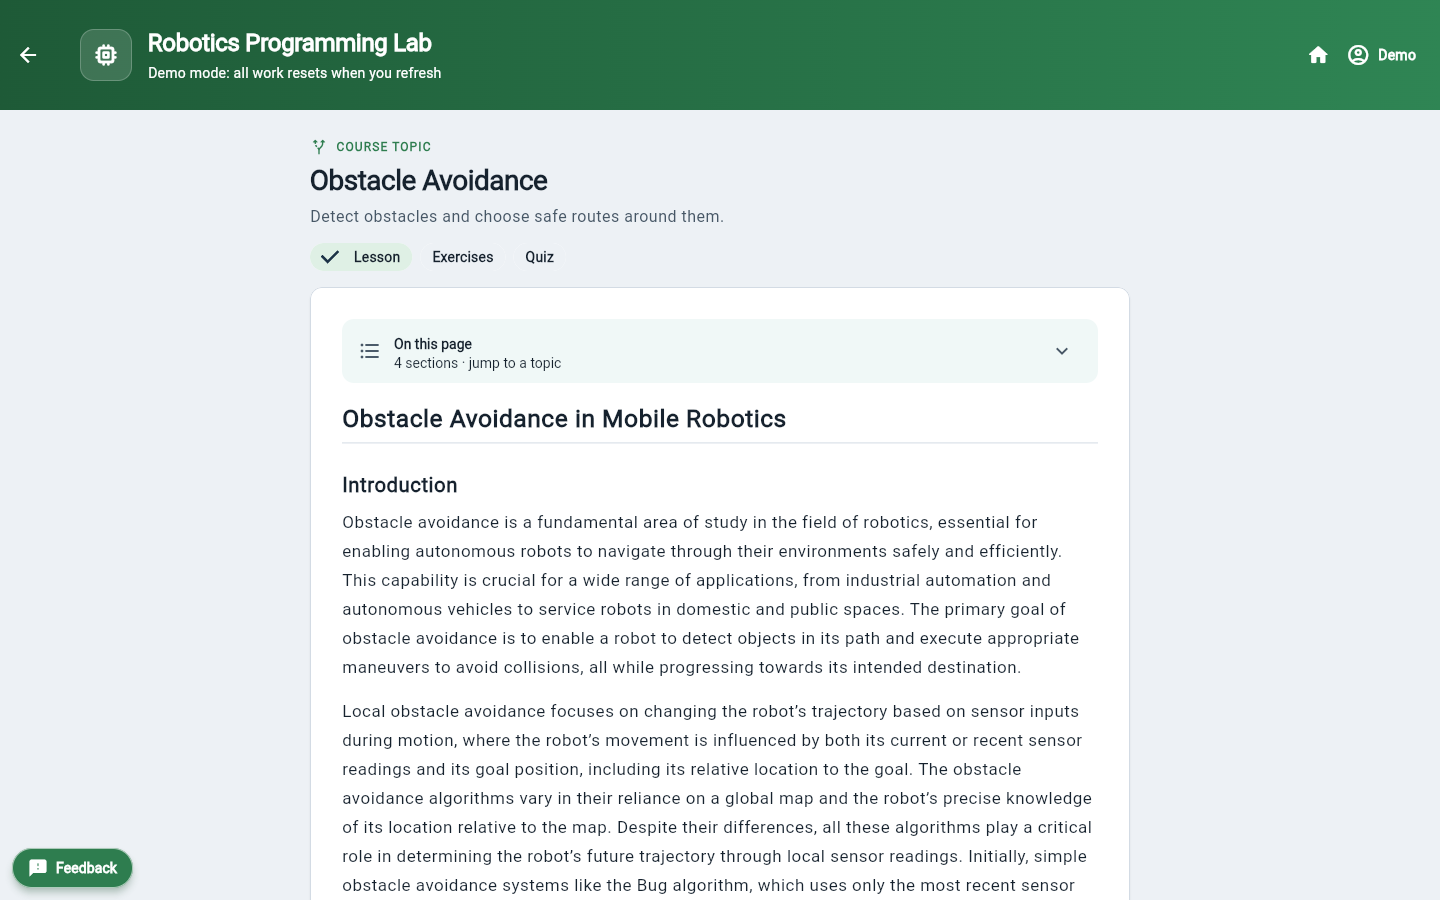 Robotics Programming Lab
Demo mode: all work resets when you refresh
Demo
COURSE TOPIC
Obstacle Avoidance
Detect obstacles and choose safe routes around them.
Lesson
Exercises
Quiz
On this page
4 sections · jump to a topic
Obstacle Avoidance in Mobile Robotics
Introduction
Obstacle avoidance is a fundamental area of study in the field of robotics, essential for
enabling autonomous robots to navigate through their environments safely and efficiently.
This capability is crucial for a wide range of applications, from industrial automation and
autonomous vehicles to service robots in domestic and public spaces. The primary goal of
obstacle avoidance is to enable a robot to detect objects in its path and execute appropriate
maneuvers to avoid collisions, all while progressing towards its intended destination.
Local obstacle avoidance focuses on changing the robot’s trajectory based on sensor inputs
during motion, where the robot’s movement is influenced by both its current or recent sensor
readings and its goal position, including its relative location to the goal. The obstacle
avoidance algorithms vary in their reliance on a global map and the robot’s precise knowledge
of its location relative to the map. Despite their differences, all these algorithms play a critical
role in determining the robot’s future trajectory through local sensor readings. Initially, simple
obstacle avoidance systems like the Bug algorithm, which uses only the most recent sensor
Feedback